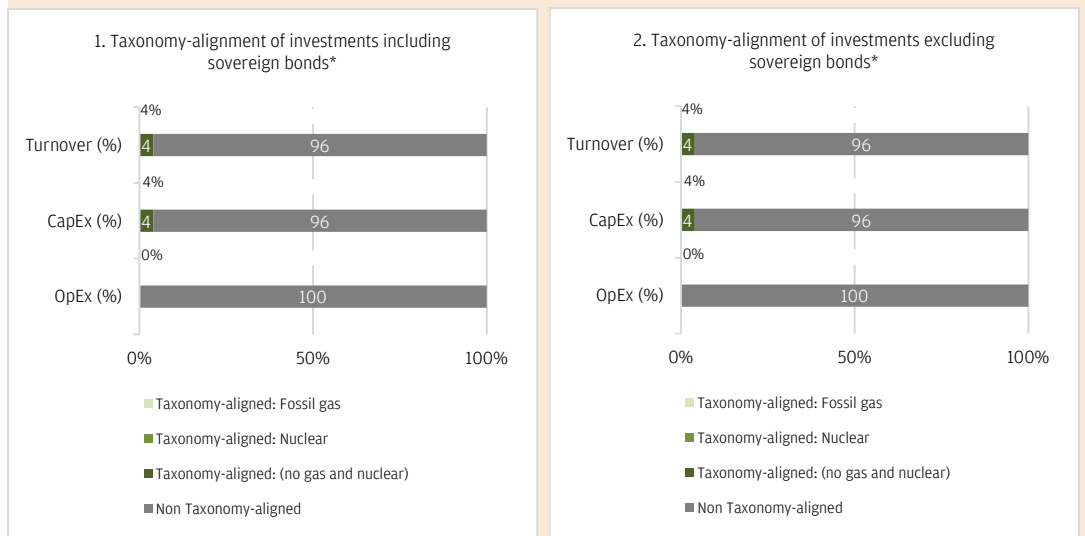 1. Taxonomy-alignment of investments including
sovereign bonds*
4%
Turnover (%)
4
96
4%
CapEx (%)
4
96
0%
OpEx (%)
100
0%
50%
100%
Taxonomy-aligned: Fossil gas
Taxonomy-aligned: Nuclear
Taxonomy-aligned: (no gas and nuclear)
Non Taxonomy-aligned
2. Taxonomy-alignment of investments excluding
sovereign bonds*
4%
Turnover (%)
4
96
4%
CapEx (%)
4
96
0%
OpEx (%)
100
0%
50%
100%
Taxonomy-aligned: Fossil gas
Taxonomy-aligned: Nuclear
Taxonomy-aligned: (no gas and nuclear)
Non Taxonomy-aligned